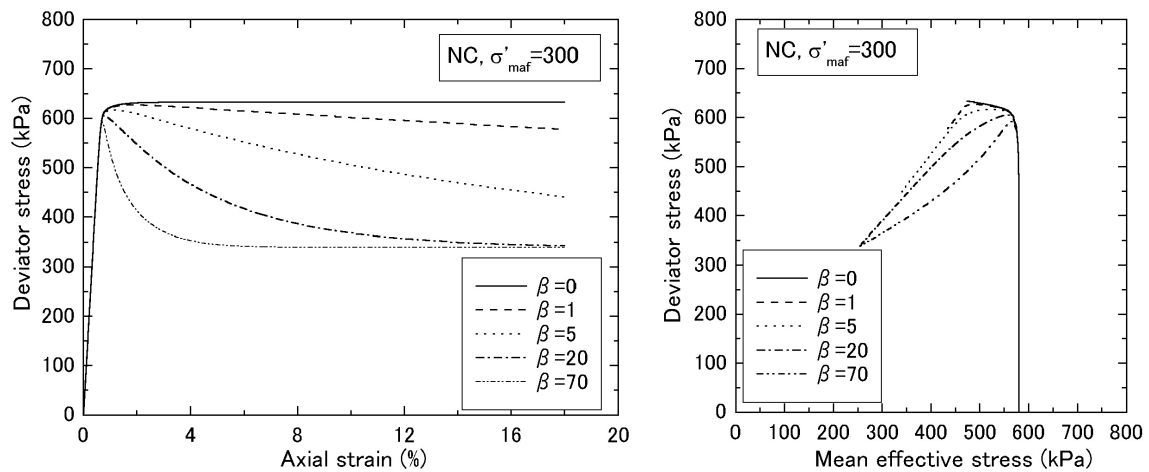 800
700
600
500
400
300
200
100
0
Deviator stress (kPa)
NC, σ'maf=300
β=0
β=1
β=5
β=20
β=70
0 4 8 12 16 20
Axial strain (%)
800
700
600
500
400
300
200
100
0
Deviator stress (kPa)
NC, σ'maf=300
β=0
β=1
β=5
β=20
β=70
0 100 200 300 400 500 600 700 800
Mean effective stress (kPa)